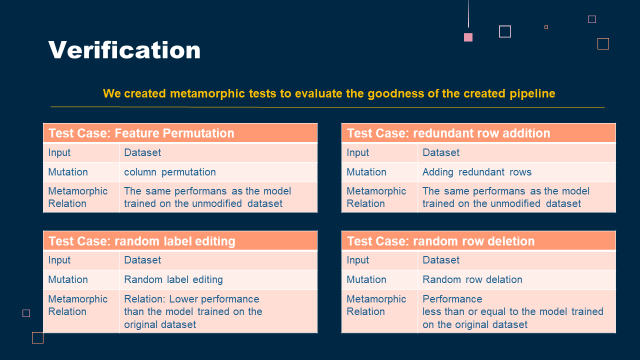 Verification
We created metamorphic tests to evaluate the goodness of the created pipeline
Test Case: Feature Permutation
Input Dataset
Mutation column permutation
Metamorphic Relation The same performans as the model
trained on the unmodified dataset
Test Case: redundant row addition
Input Dataset
Mutation Adding redundant rows
Metamorphic Relation The same performans as the model
trained on the unmodified dataset
Test Case: random label editing
Input Dataset
Mutation Random label editing
Metamorphic Relation Relation: Lower performance
than the model trained on the
original dataset
Test Case: random row deletion
Input Dataset
Mutation Random row delation
Metamorphic Relation Performance
less than or equal to the model trained
on the original dataset